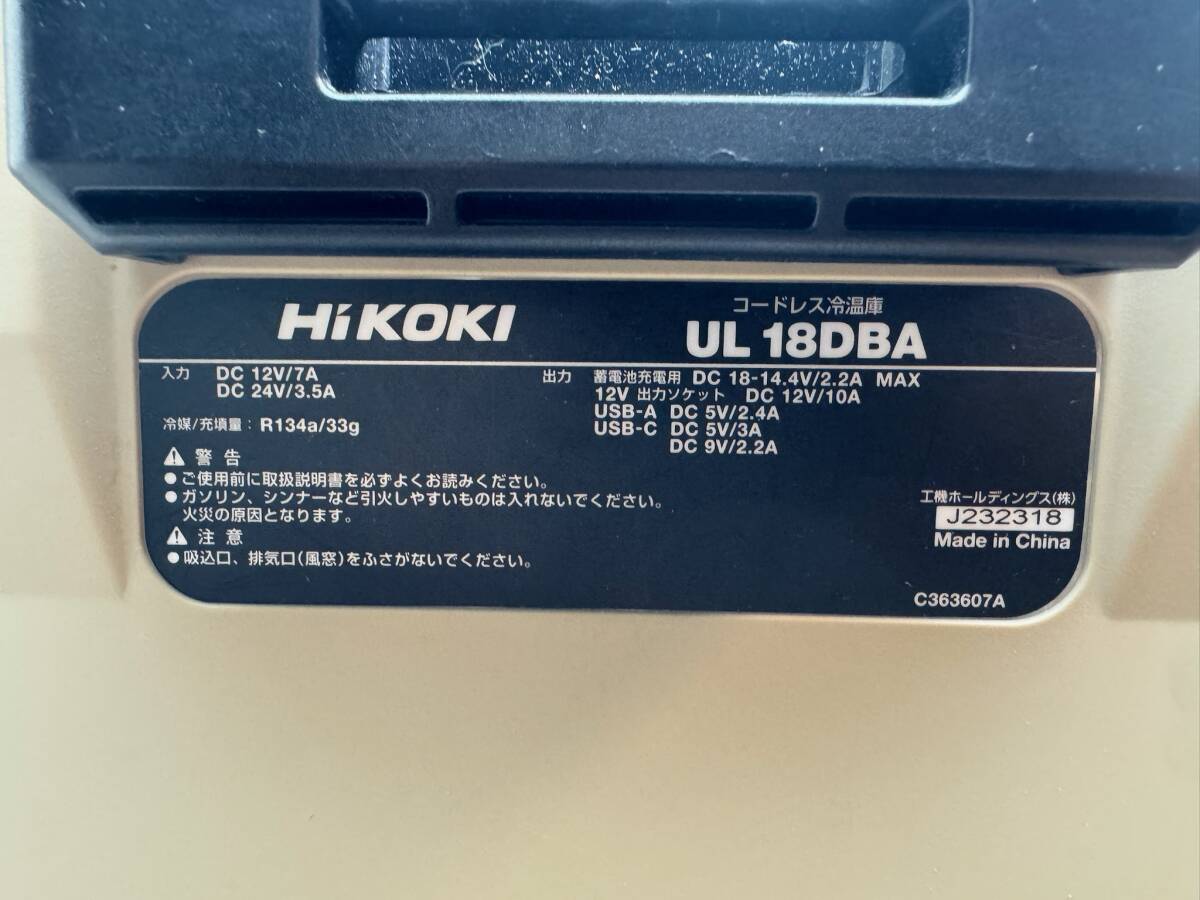 HiKOKI
コードレス冷温庫
UL 18DBA
入力 DC 12V/7A
DC 24V/3.5A
冷媒/充填量: R134a/33g
出力 蓄電池充電用 DC 18-14.4V/2.2A MAX
12V 出力ソケット DC 12V/10A
USB-A DC 5V/2.4A
USB-C DC 5V/3A
DC 9V/2.2A
⚠ 警告
●ご使用前に取扱説明書を必ずよくお読みください。
●ガソリン、シンナーなど引火しやすいものは入れないでください。
火災の原因となります。
⚠ 注意
●吸込口、排気口(風窓)をふさがないでください。
工機ホールディングス(株)
J232318
Made in China
C363607A